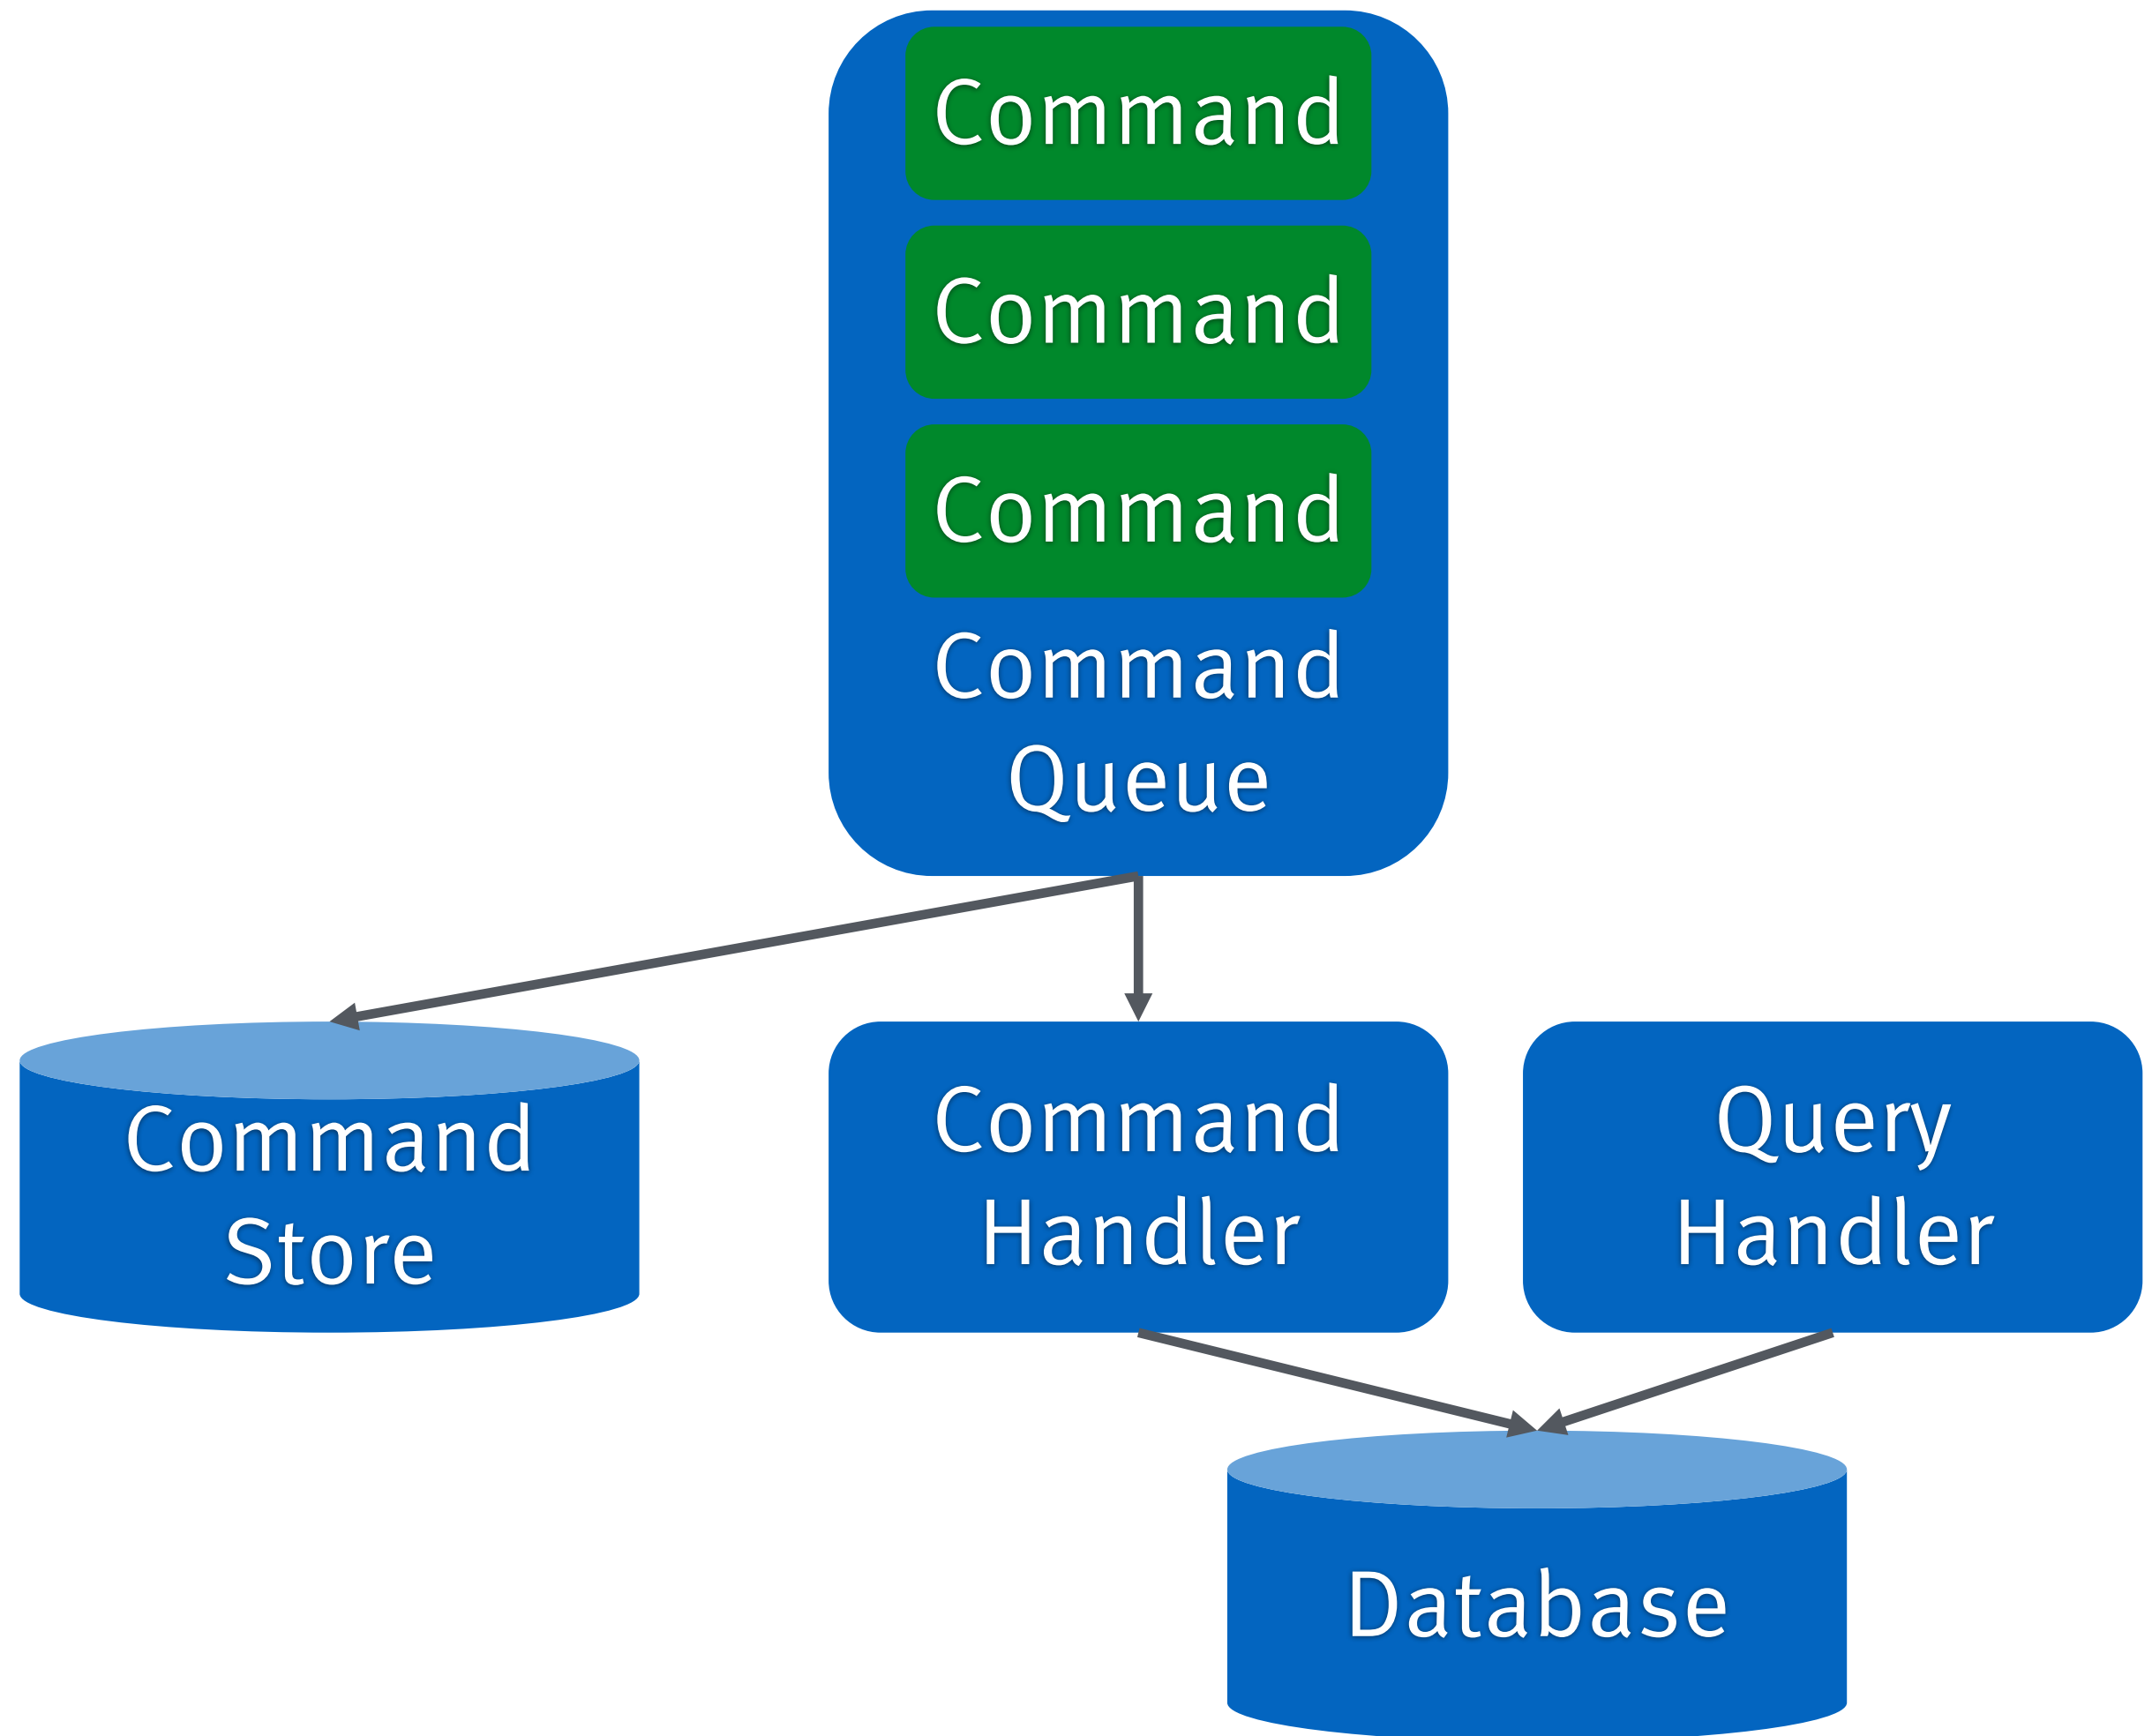 Command
Command
Command
Command
Queue
Command
Store
Command
Handler
Query
Handler
Database